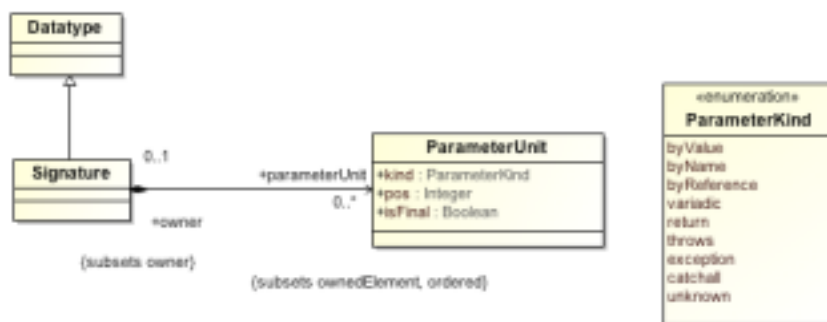 Datatype
Signature
0..1
+owner
{subsets owner}
+parameterUnit
0..*
{subsets ownedElement, ordered}
ParameterUnit
+kind : ParameterKind
+pos : Integer
+isFinal : Boolean
«enumeration»
ParameterKind
byValue
byName
byReference
variadic
return
throws
exception
catchall
unknown